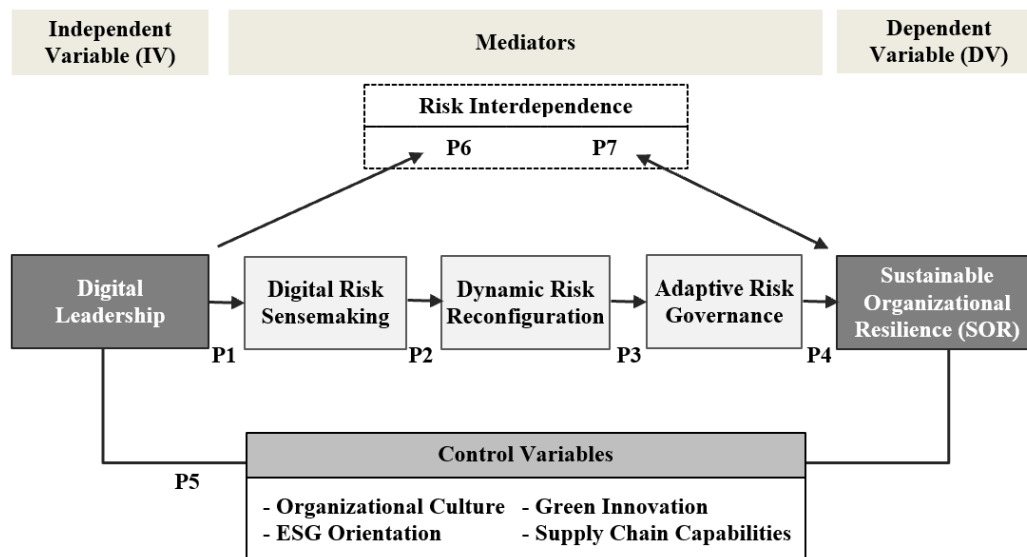 Independent
Variable (IV)
Mediators
Dependent
Variable (DV)
Risk Interdependence
P6 P7
Digital
Leadership
Digital Risk
Sensemaking
Dynamic Risk
Reconfiguration
Adaptive Risk
Governance
Sustainable
Organizational
Resilience (SOR)
P1 P2 P3 P4
P5
Control Variables
- Organizational Culture - Green Innovation
- ESG Orientation - Supply Chain Capabilities